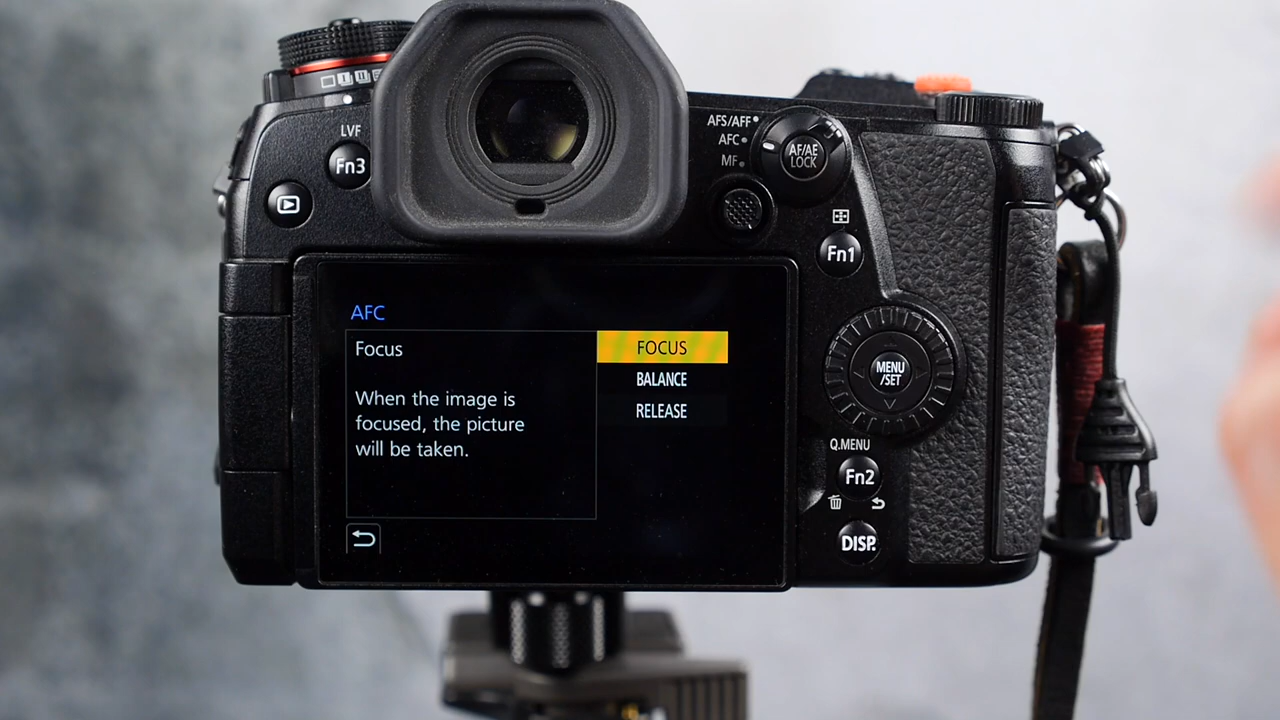 LVF
Fn3
AFS/AFF
AFC
MF
AF/AE
LOCK
Fn1
AFC
Focus
When the image is
focused, the picture
will be taken.
FOCUS
BALANCE
RELEASE
MENU
/SET
Q.MENU
Fn2
DISP.